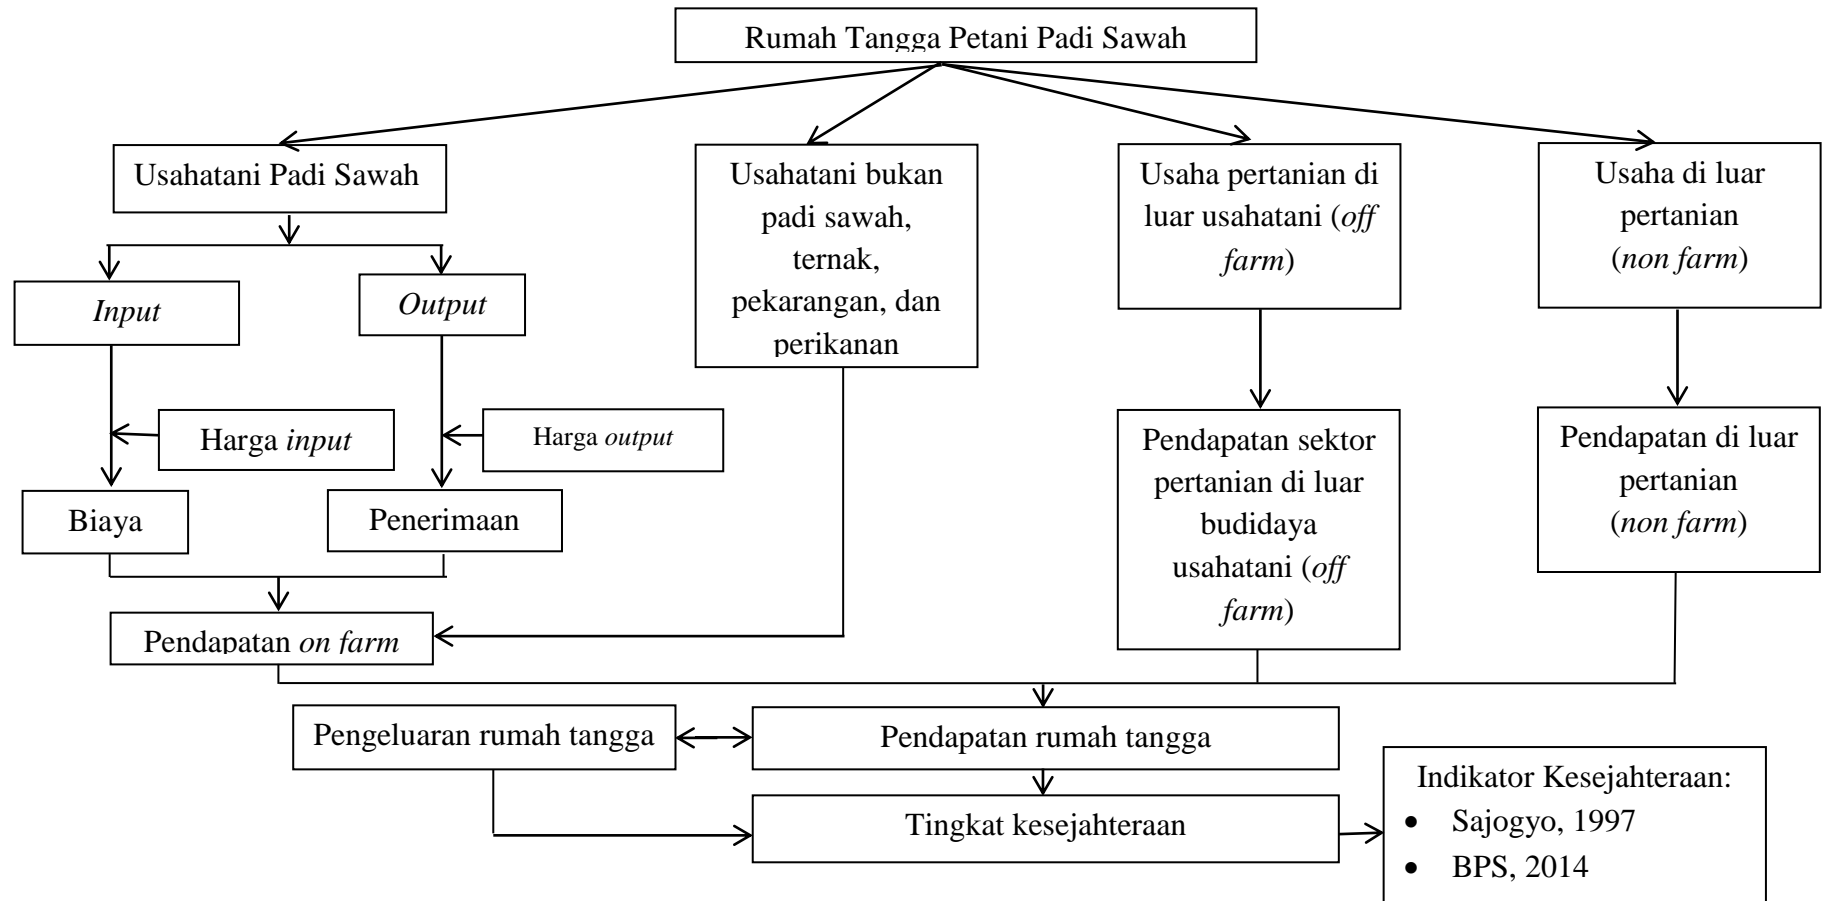 Rumah Tangga Petani Padi Sawah
Usahatani Padi Sawah
Usahatani bukan
padi sawah,
ternak,
pekarangan, dan
perikanan
Usaha pertanian di
luar usahatani (off
farm)
Usaha di luar
pertanian
(non farm)
Input
Output
Harga input
Harga output
Biaya
Penerimaan
Pendapatan sektor
pertanian di luar
budidaya
usahatani (off
farm)
Pendapatan di luar
pertanian
(non farm)
Pendapatan on farm
Pengeluaran rumah tangga
Pendapatan rumah tangga
Tingkat kesejahteraan
Indikator Kesejahteraan:
• Sajogyo, 1997
• BPS, 2014